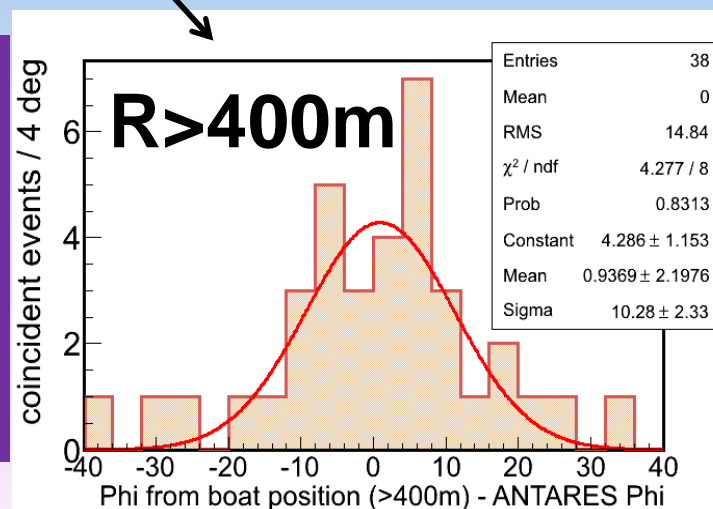 R>400m
coincident events / 4 deg
6
4
2
0
-40 -30 -20 -10 0 10 20 30 40
Phi from boat position (>400m) - ANTARES Phi
Entries 38
Mean 0
RMS 14.84
χ² / ndf 4.277 / 8
Prob 0.8313
Constant 4.286 ± 1.153
Mean 0.9369 ± 2.1976
Sigma 10.28 ± 2.33